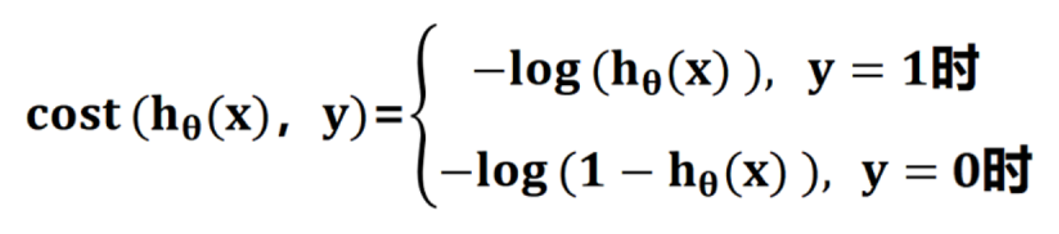 −log (hθ(x) ), y = 1时
cost (hθ(x), y)={
−log (1 − hθ(x) ), y = 0时